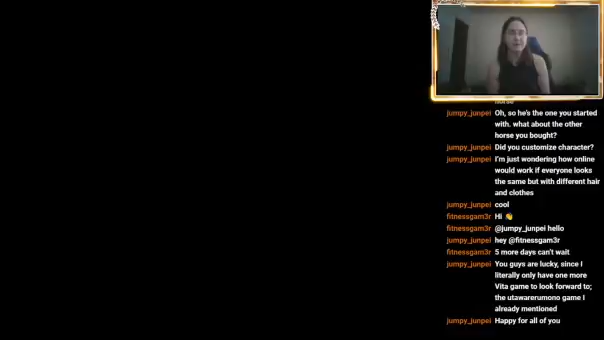 horse
jumpy_junpei Oh, so he's the one you started
with. what about the other
horse you bought?
jumpy_junpei Did you customize character?
jumpy_junpei I'm just wondering how online
would work if everyone looks
the same but with different hair
and clothes
jumpy_junpei cool
fitnessgam3r Hi 👋
fitnessgam3r @jumpy_junpei hello
jumpy_junpei hey @fitnessgam3r
fitnessgam3r 5 more days can't wait
jumpy_junpei You guys are lucky, since I
literally only have one more
Vita game to look forward to;
the utawarerumono game I
already mentioned
jumpy_junpei Happy for all of you